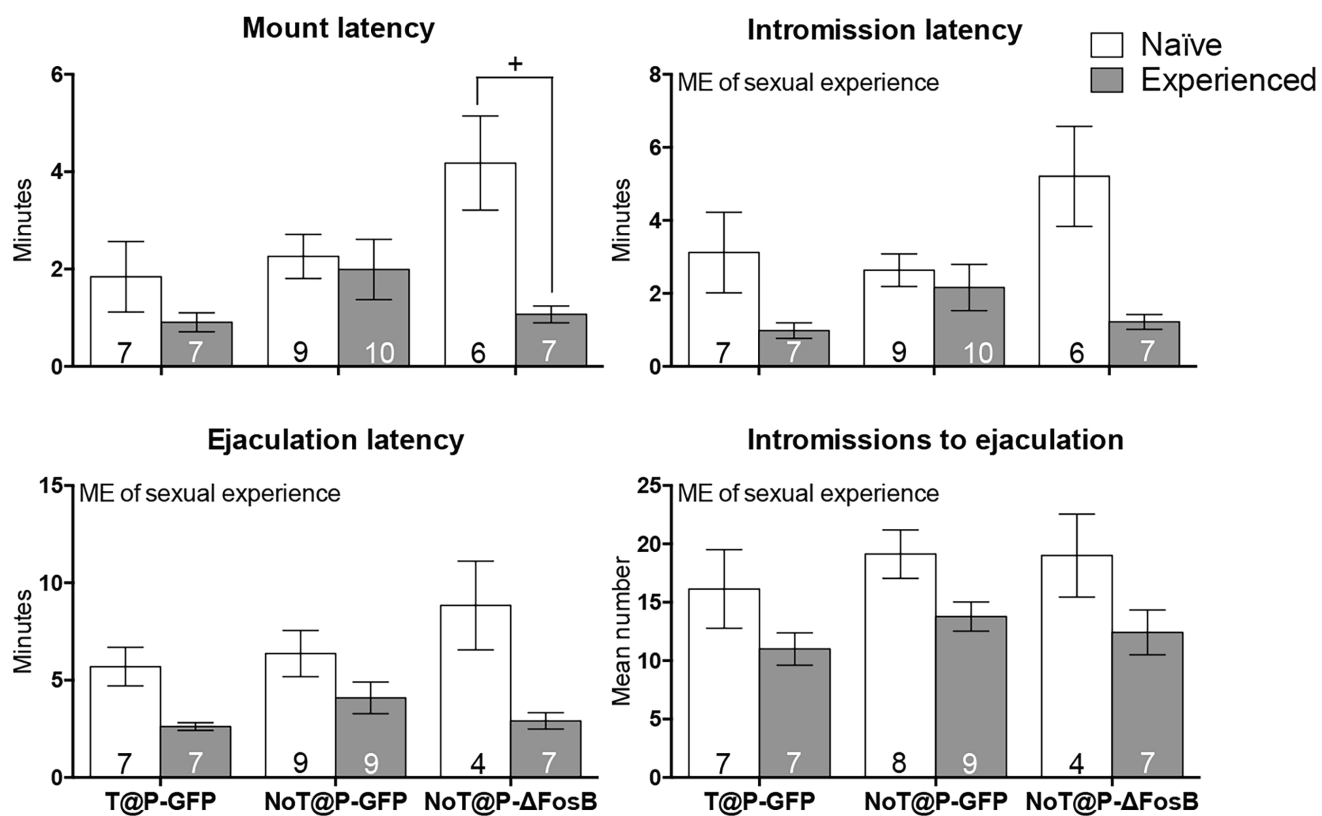 Mount latency
Minutes
6
4
2
0
+
7
7
9
10
6
7
Intromission latency
Naïve
Experienced
ME of sexual experience
Minutes
8
6
4
2
0
7
7
9
10
6
7
Ejaculation latency
ME of sexual experience
Minutes
15
10
5
0
7
7
9
9
4
7
T@P-GFP
NoT@P-GFP
NoT@P-ΔFosB
Intromissions to ejaculation
ME of sexual experience
Mean number
25
20
15
10
5
0
7
7
8
9
4
7
T@P-GFP
NoT@P-GFP
NoT@P-ΔFosB